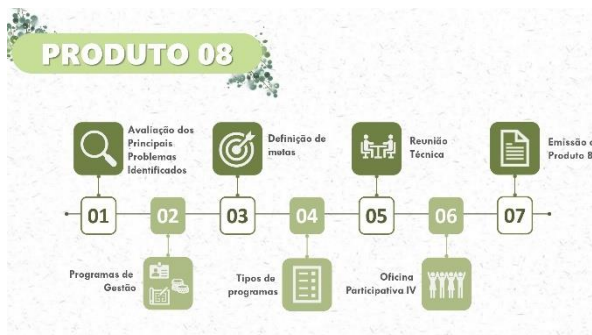 PRODUTO 08
Avaliação dos
Principais
Problemas
Identificados
Definição de
metas
Reunião
Técnica
Emissão
Produto 8
01
02
03
04
05
06
07
Programas de
Gestão
Tipos de
programas
Oficina
Participativa IV